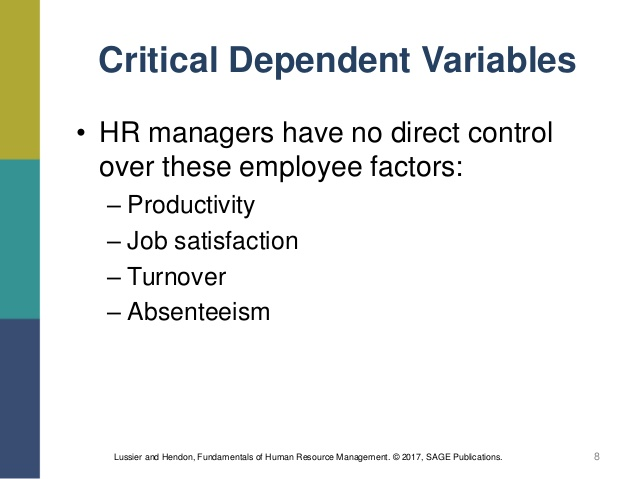 Critical Dependent Variables
• HR managers have no direct control
over these employee factors:
– Productivity
– Job satisfaction
– Turnover
– Absenteeism
Lussier and Hendon, Fundamentals of Human Resource Management. © 2017, SAGE Publications. 8